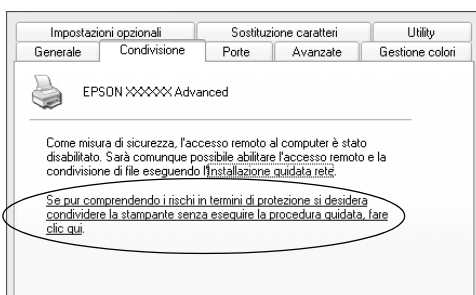 Impostazioni opzionali Sostituzione caratteri Utility
Generale Condivisione Porte Avanzate Gestione colori
EPSON XXXXXX Advanced
Come misura di sicurezza, l'accesso remoto al computer è stato
disabilitato. Sarà comunque possibile abilitare l'accesso remoto e la
condivisione di file eseguendo l'Installazione guidata rete.
Se pur comprendendo i rischi in termini di protezione si desidera
condividere la stampante senza eseguire la procedura guidata, fare
clic qui.